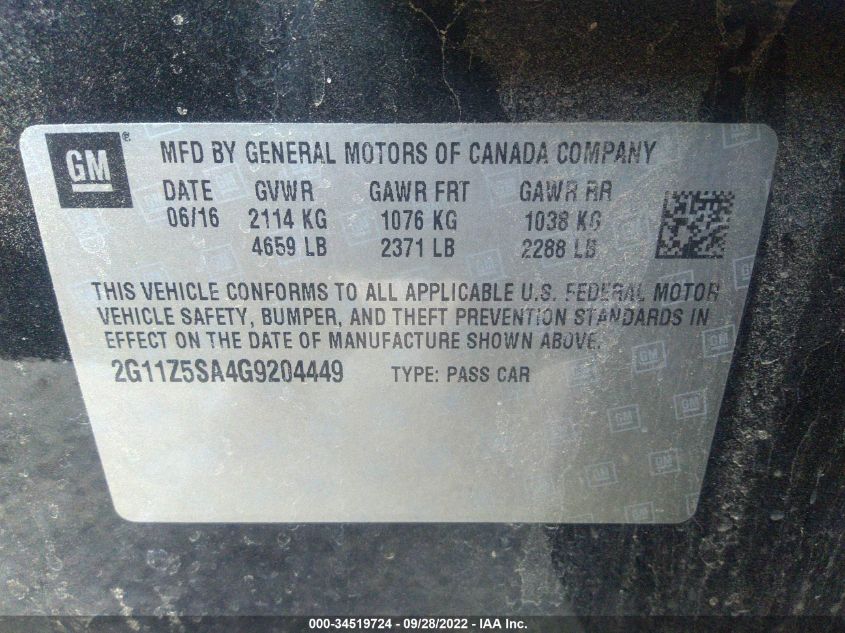 GM ®
MFD BY GENERAL MOTORS OF CANADA COMPANY
DATE GVWR GAWR FRT GAWR RR
06/16 2114 KG 1076 KG 1038 KG
4659 LB 2371 LB 2288 LB
THIS VEHICLE CONFORMS TO ALL APPLICABLE U.S. FEDERAL MOTOR
VEHICLE SAFETY, BUMPER, AND THEFT PREVENTION STANDARDS IN
EFFECT ON THE DATE OF MANUFACTURE SHOWN ABOVE.
2G11Z5SA4G9204449 TYPE: PASS CAR
000-34519724 - 09/28/2022 - IAA Inc.